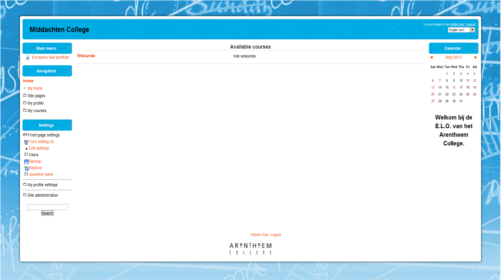 Middachten College
You are logged in as Admin User (Logout)
English (en)
Main menu
European taal portfolio
Navigation
Home
My home
Site pages
My profile
My courses
Settings
Front page settings
Turn editing on
Edit settings
Users
Backup
Restore
Question bank
My profile settings
Site administration
Search
Available courses
Wiskunde
Vak wiskunde
Calendar
◄ May 2012 ►
Sun Mon Tue Wed Thu Fri Sat
1 2 3 4 5
6 7 8 9 10 11 12
13 14 15 16 17 18 19
20 21 22 23 24 25 26
27 28 29 30 31
Welkom bij de
E.L.O. van het
Arentheem
College.
Admin User (Logout)
ARENTHEEM
COLLEGE